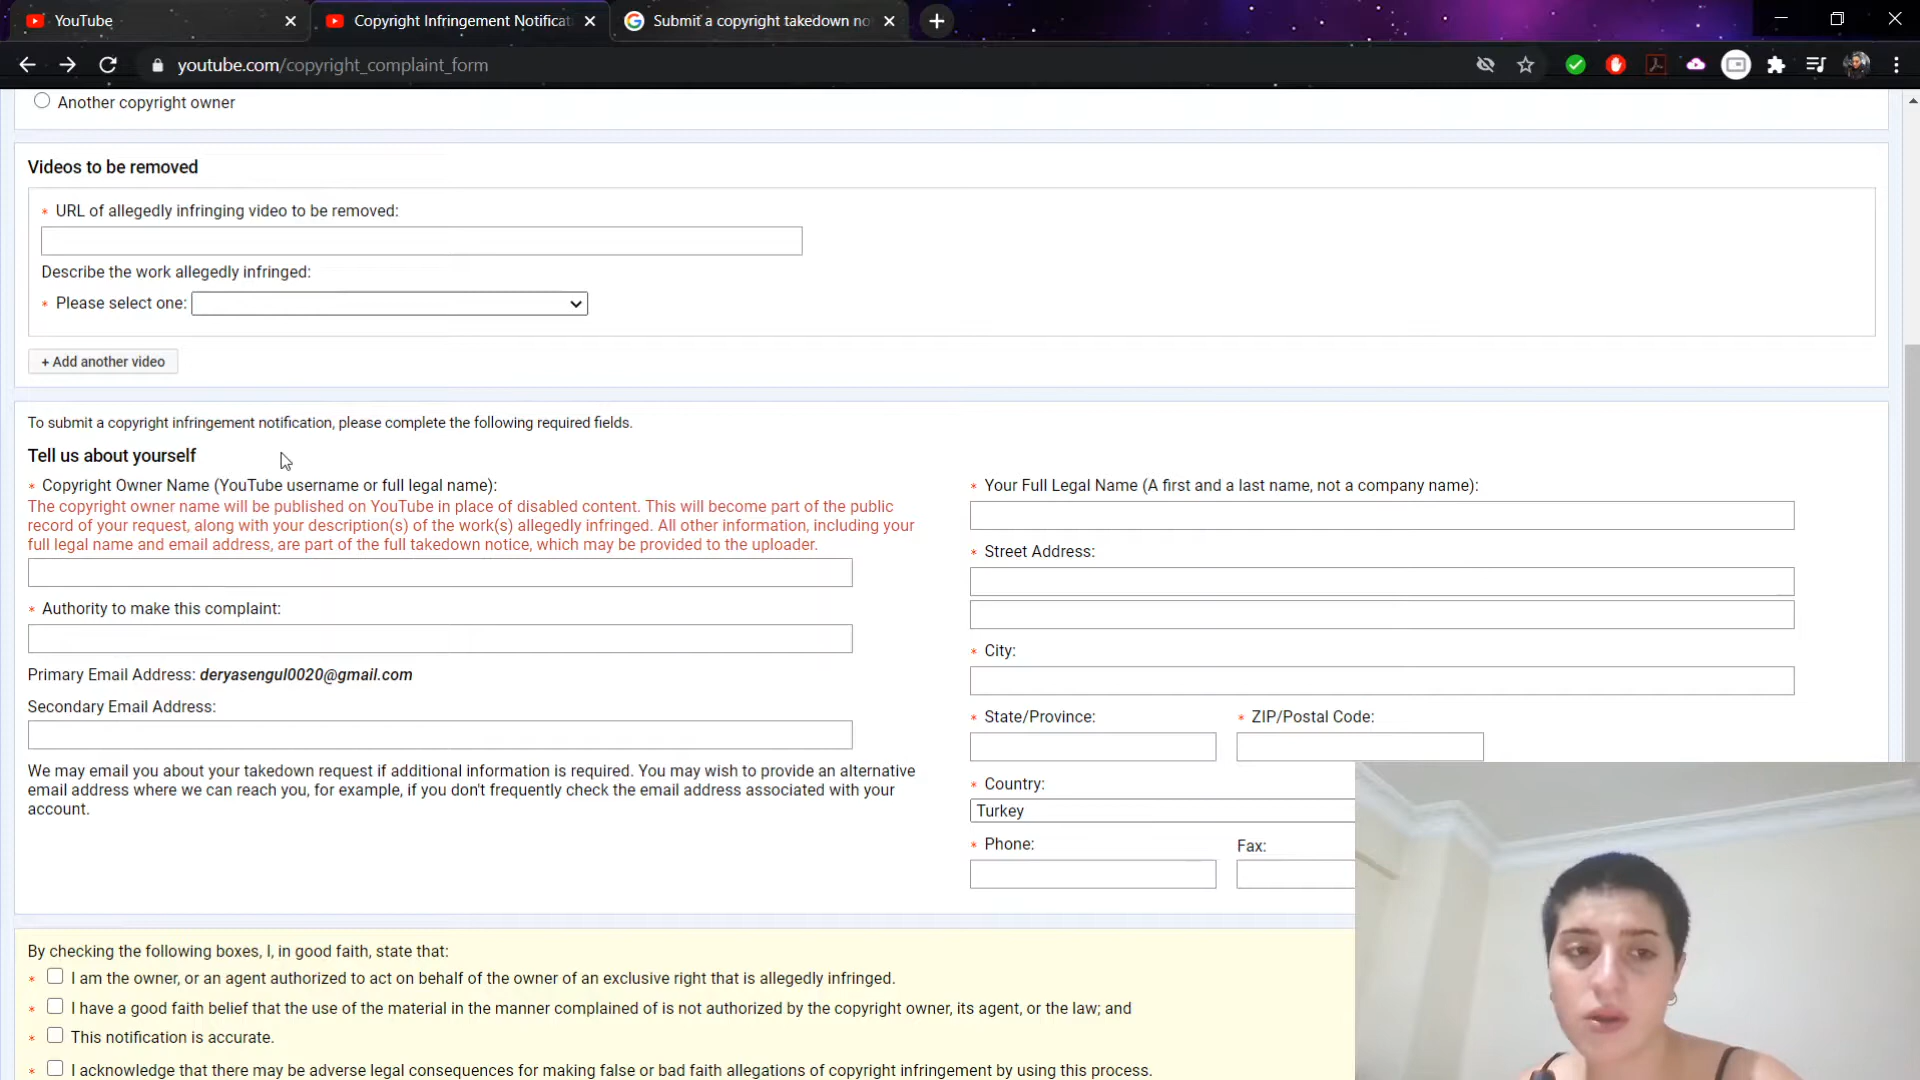 YouTube
Copyright Infringement Notificat
Submit a copyright takedown no
youtube.com/copyright_complaint_form
Another copyright owner
Videos to be removed
* URL of allegedly infringing video to be removed:
Describe the work allegedly infringed:
* Please select one:
+ Add another video
To submit a copyright infringement notification, please complete the following required fields.
Tell us about yourself
* Copyright Owner Name (YouTube username or full legal name):
The copyright owner name will be published on YouTube in place of disabled content. This will become part of the public
record of your request, along with your description(s) of the work(s) allegedly infringed. All other information, including your
full legal name and email address, are part of the full takedown notice, which may be provided to the uploader.
* Authority to make this complaint:
Primary Email Address: deryasengul0020@gmail.com
Secondary Email Address:
We may email you about your takedown request if additional information is required. You may wish to provide an alternative
email address where we can reach you, for example, if you don't frequently check the email address associated with your
account.
* Your Full Legal Name (A first and a last name, not a company name):
* Street Address:
* City:
* State/Province:
* ZIP/Postal Code:
* Country:
Turkey
* Phone:
Fax:
By checking the following boxes, I, in good faith, state that:
* I am the owner, or an agent authorized to act on behalf of the owner of an exclusive right that is allegedly infringed.
* I have a good faith belief that the use of the material in the manner complained of is not authorized by the copyright owner, its agent, or the law; and
* This notification is accurate.
* I acknowledge that there may be adverse legal consequences for making false or bad faith allegations of copyright infringement by using this process.